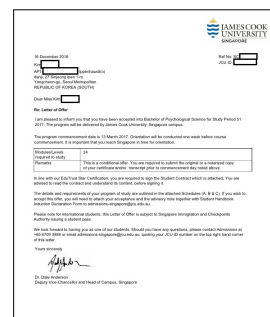 JAMES COOK
UNIVERSITY
SINGAPORE
16 December 2016
Ref No: SC
JCU ID:
Kim
APT
danji, 27 Sinjeong ipen 1-ro
Yangcheon-gu, Seoul Metropolitan
REPUBLIC OF KOREA (SOUTH)
Dear Miss Kim
Re: Letter of Offer
I am pleased to inform you that you have been accepted into Bachelor of Psychological Science for Study Period 51
2017. The program will be delivered by James Cook University, Singapore campus.
The program commencement date is 13 March 2017. Orientation will be conducted one week before course
commencement. It is important that you reach Singapore in time for orientation.
Modules/Levels 24
required to study
Remarks This is a conditional offer. You are required to submit the original or a notarized copy
of your certificate and/or transcript prior to commencement day noted above.
In line with our EduTrust Star Certification, you are required to sign the Student Contract which is attached. You are
advised to read the contract and understand its content, before signing it.
The details and requirements of your program of study are outlined in the attached Schedules (A, B & C). If you wish to
accept this offer, you will need to attach your acceptance and the advisory note together with Student Handbook
Induction Declaration Form to admissions-singapore@jcu.edu.au.
Please note for international students, this Letter of Offer is subject to Singapore Immigration and Checkpoints
Authority issuing a student pass.
We look forward to having you as one of our students. Should you have any questions, please contact Admissions at
+65 6709 3888 or email admissions-singapore@jcu.edu.au, quoting your JCU ID number on the top right hand corner
of this letter.
Yours sincerely
Dr. Dale Anderson
Deputy Vice-Chancellor and Head of Campus, Singapore